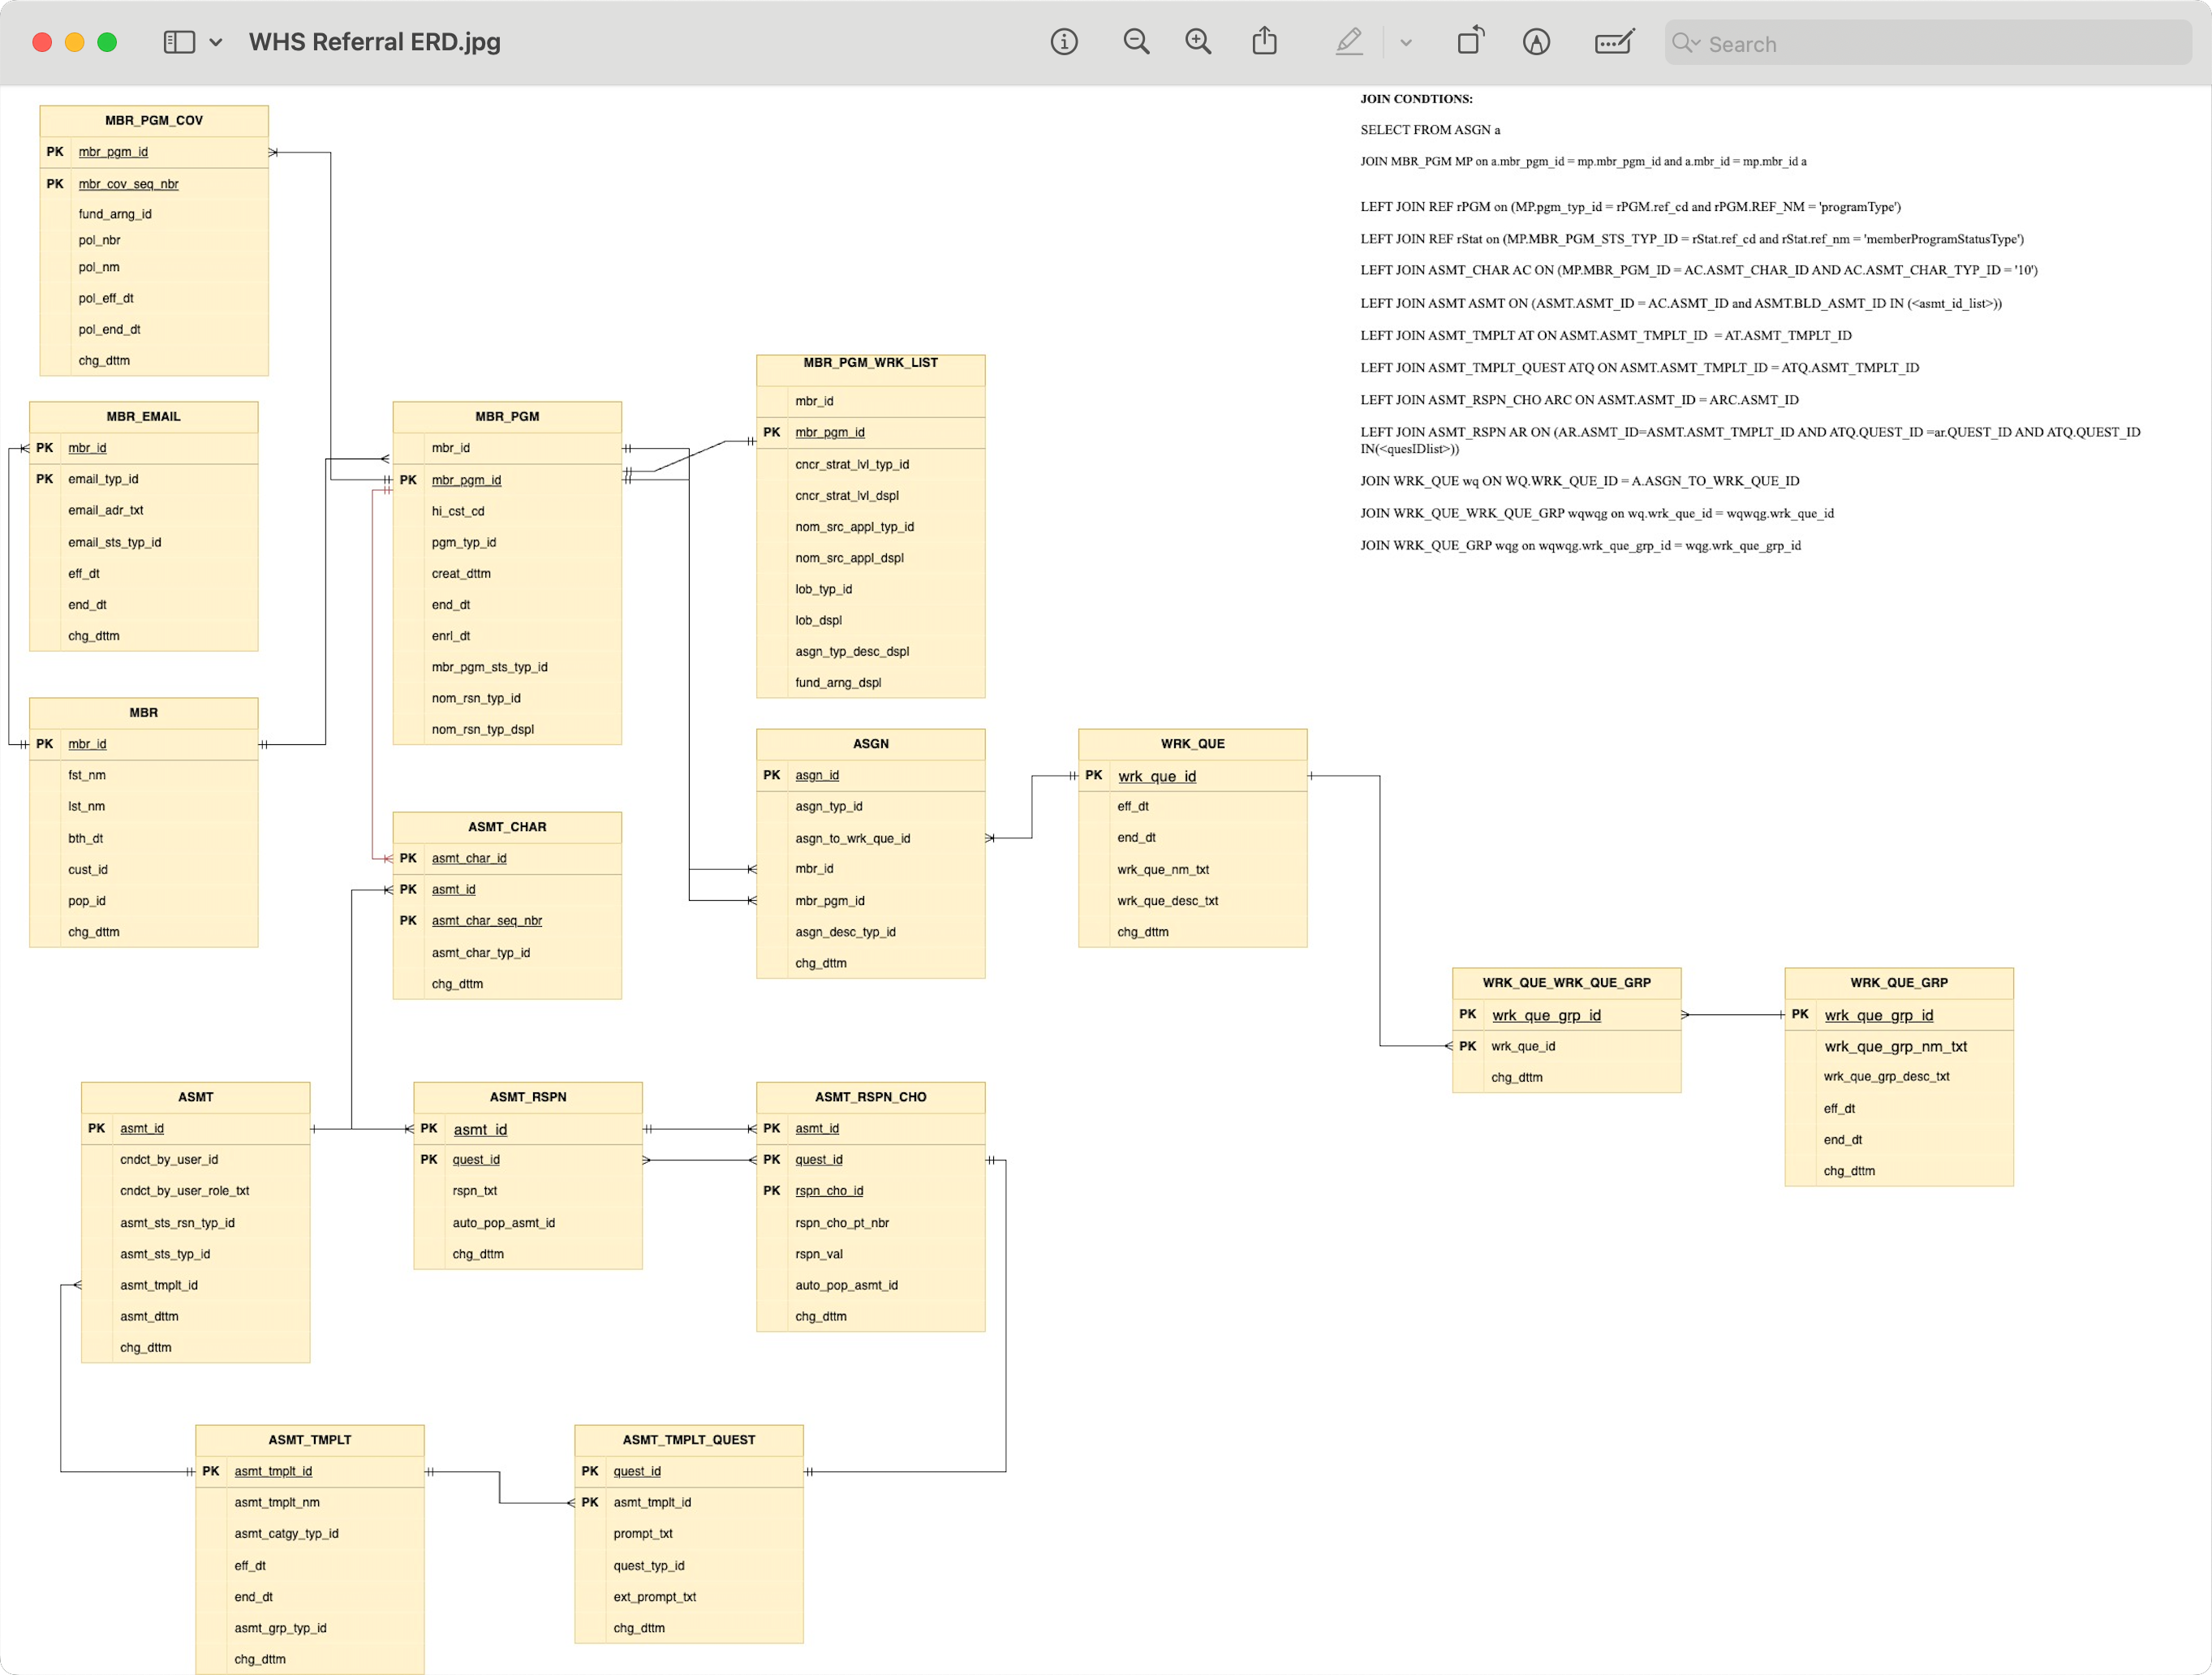 WHS Referral ERD.jpg
Search
JOIN CONDTIONS:
SELECT FROM ASGN a
JOIN MBR_PGM MP on a.mbr_pgm_id = mp.mbr_pgm_id and a.mbr_id = mp.mbr_id a
LEFT JOIN REF rPGM on (MP.pgm_typ_id = rPGM.ref_cd and rPGM.REF_NM = 'programType')
LEFT JOIN REF rStat on (MP.MBR_PGM_STS_TYP_ID = rStat.ref_cd and rStat.ref_nm = 'memberProgramStatusType')
LEFT JOIN ASMT_CHAR AC ON (MP.MBR_PGM_ID = AC.ASMT_CHAR_ID AND AC.ASMT_CHAR_TYP_ID = '10')
LEFT JOIN ASMT ASMT ON (ASMT.ASMT_ID = AC.ASMT_ID and ASMT.BLD_ASMT_ID IN (<asmt_id_list>))
LEFT JOIN ASMT_TMPLT AT ON ASMT.ASMT_TMPLT_ID  = AT.ASMT_TMPLT_ID
LEFT JOIN ASMT_TMPLT_QUEST ATQ ON ASMT.ASMT_TMPLT_ID = ATQ.ASMT_TMPLT_ID
LEFT JOIN ASMT_RSPN_CHO ARC ON ASMT.ASMT_ID = ARC.ASMT_ID
LEFT JOIN ASMT_RSPN AR ON (AR.ASMT_ID=ASMT.ASMT_TMPLT_ID AND ATQ.QUEST_ID =ar.QUEST_ID AND ATQ.QUEST_ID
IN(<quesIDlist>))
JOIN WRK_QUE wq ON WQ.WRK_QUE_ID = A.ASGN_TO_WRK_QUE_ID
JOIN WRK_QUE_WRK_QUE_GRP wqwqg on wq.wrk_que_id = wqwqg.wrk_que_id
JOIN WRK_QUE_GRP wqg on wqwqg.wrk_que_grp_id = wqg.wrk_que_grp_id
MBR_PGM_COV
PK mbr_pgm_id
PK mbr_cov_seq_nbr
fund_arng_id
pol_nbr
pol_nm
pol_eff_dt
pol_end_dt
chg_dttm
MBR_EMAIL
PK mbr_id
PK email_typ_id
email_adr_txt
email_sts_typ_id
eff_dt
end_dt
chg_dttm
MBR
PK mbr_id
fst_nm
lst_nm
bth_dt
cust_id
pop_id
chg_dttm
MBR_PGM
mbr_id
PK mbr_pgm_id
hi_cst_cd
pgm_typ_id
creat_dttm
end_dt
enrl_dt
mbr_pgm_sts_typ_id
nom_rsn_typ_id
nom_rsn_typ_dspl
MBR_PGM_WRK_LIST
mbr_id
PK mbr_pgm_id
cncr_strat_lvl_typ_id
cncr_strat_lvl_dspl
nom_src_appl_typ_id
nom_src_appl_dspl
lob_typ_id
lob_dspl
asgn_typ_desc_dspl
fund_arng_dspl
ASMT_CHAR
PK asmt_char_id
PK asmt_id
PK asmt_char_seq_nbr
asmt_char_typ_id
chg_dttm
ASGN
PK asgn_id
asgn_typ_id
asgn_to_wrk_que_id
mbr_id
mbr_pgm_id
asgn_desc_typ_id
chg_dttm
WRK_QUE
PK wrk_que_id
eff_dt
end_dt
wrk_que_nm_txt
wrk_que_desc_txt
chg_dttm
WRK_QUE_WRK_QUE_GRP
PK wrk_que_grp_id
PK wrk_que_id
chg_dttm
WRK_QUE_GRP
PK wrk_que_grp_id
wrk_que_grp_nm_txt
wrk_que_grp_desc_txt
eff_dt
end_dt
chg_dttm
ASMT
PK asmt_id
cndct_by_user_id
cndct_by_user_role_txt
asmt_sts_rsn_typ_id
asmt_sts_typ_id
asmt_tmplt_id
asmt_dttm
chg_dttm
ASMT_RSPN
PK asmt_id
PK quest_id
rspn_txt
auto_pop_asmt_id
chg_dttm
ASMT_RSPN_CHO
PK asmt_id
PK quest_id
PK rspn_cho_id
rspn_cho_pt_nbr
rspn_val
auto_pop_asmt_id
chg_dttm
ASMT_TMPLT
PK asmt_tmplt_id
asmt_tmplt_nm
asmt_catgy_typ_id
eff_dt
end_dt
asmt_grp_typ_id
chg_dttm
ASMT_TMPLT_QUEST
PK quest_id
PK asmt_tmplt_id
prompt_txt
quest_typ_id
ext_prompt_txt
chg_dttm